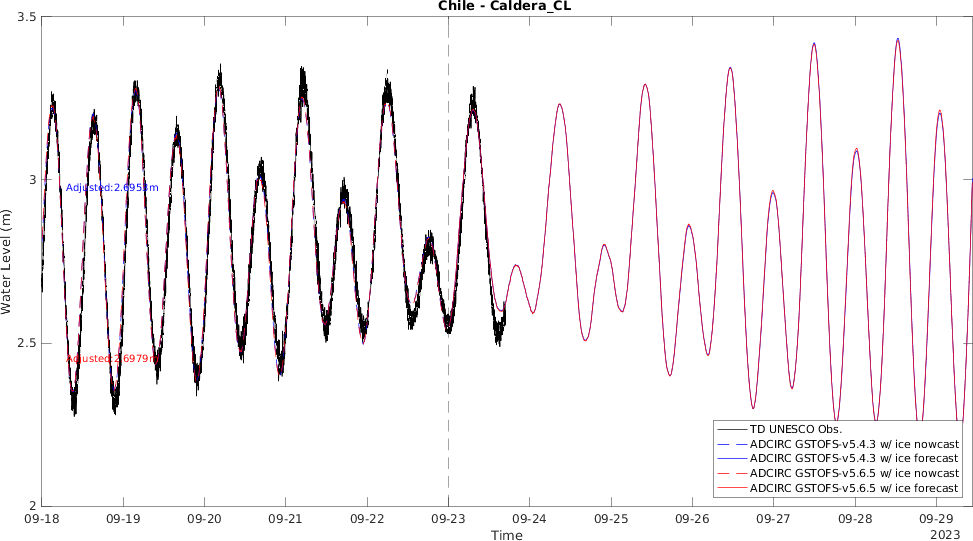 Chile - Caldera_CL
3.5
3
2.5
2
Water Level (m)
Adjusted:2.6953m
Adjusted:2.6979m
TD UNESCO Obs.
ADCIRC GSTOFS-v5.4.3 w/ ice nowcast
ADCIRC GSTOFS-v5.4.3 w/ ice forecast
ADCIRC GSTOFS-v5.6.5 w/ ice nowcast
ADCIRC GSTOFS-v5.6.5 w/ ice forecast
09-18 09-19 09-20 09-21 09-22 09-23 09-24 09-25 09-26 09-27 09-28 09-29
Time
2023